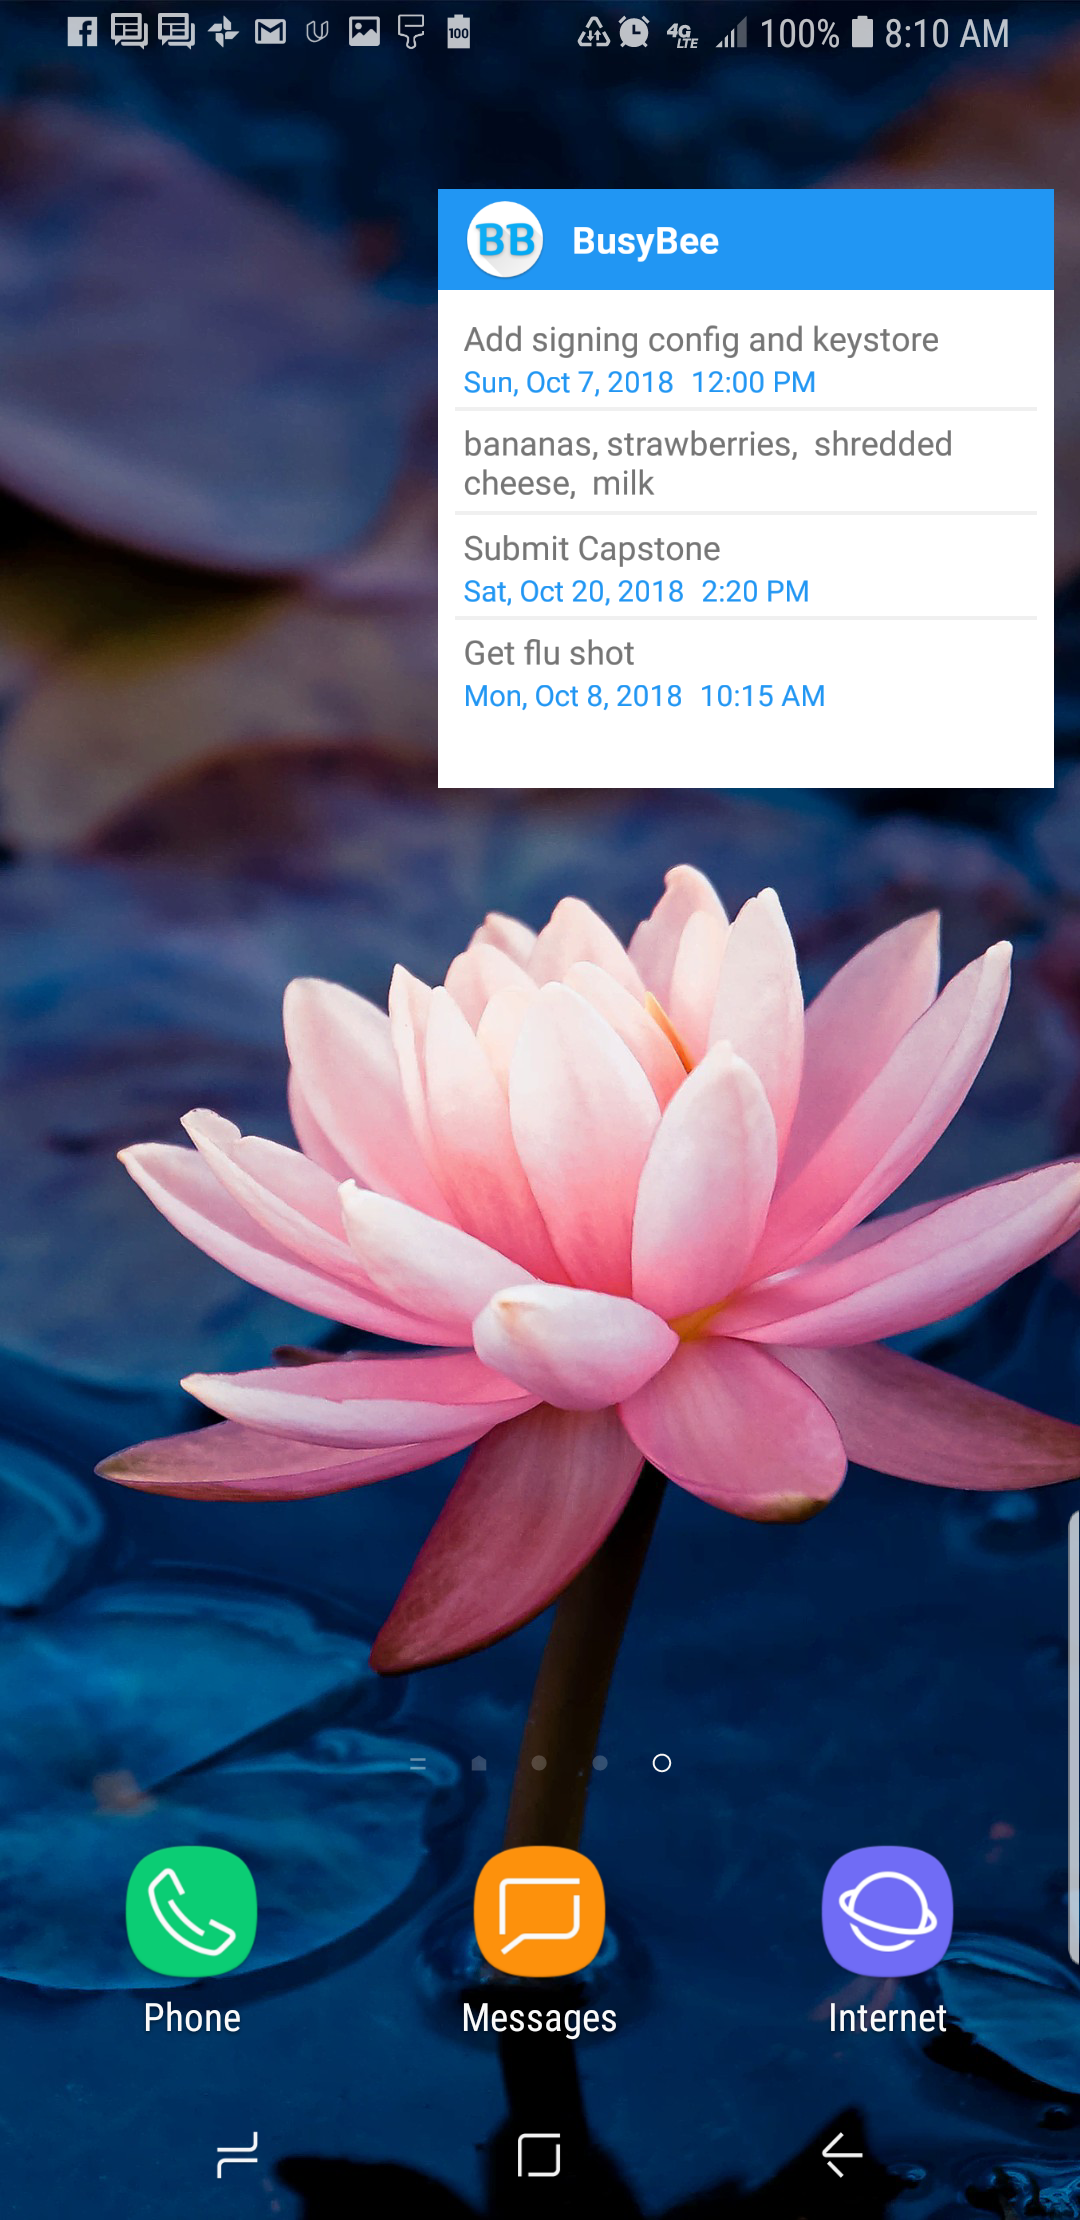 100 4G LTE 100% 8:10 AM
BB BusyBee
Add signing config and keystore
Sun, Oct 7, 2018 12:00 PM
bananas, strawberries, shredded
cheese, milk
Submit Capstone
Sat, Oct 20, 2018 2:20 PM
Get flu shot
Mon, Oct 8, 2018 10:15 AM
Phone Messages Internet